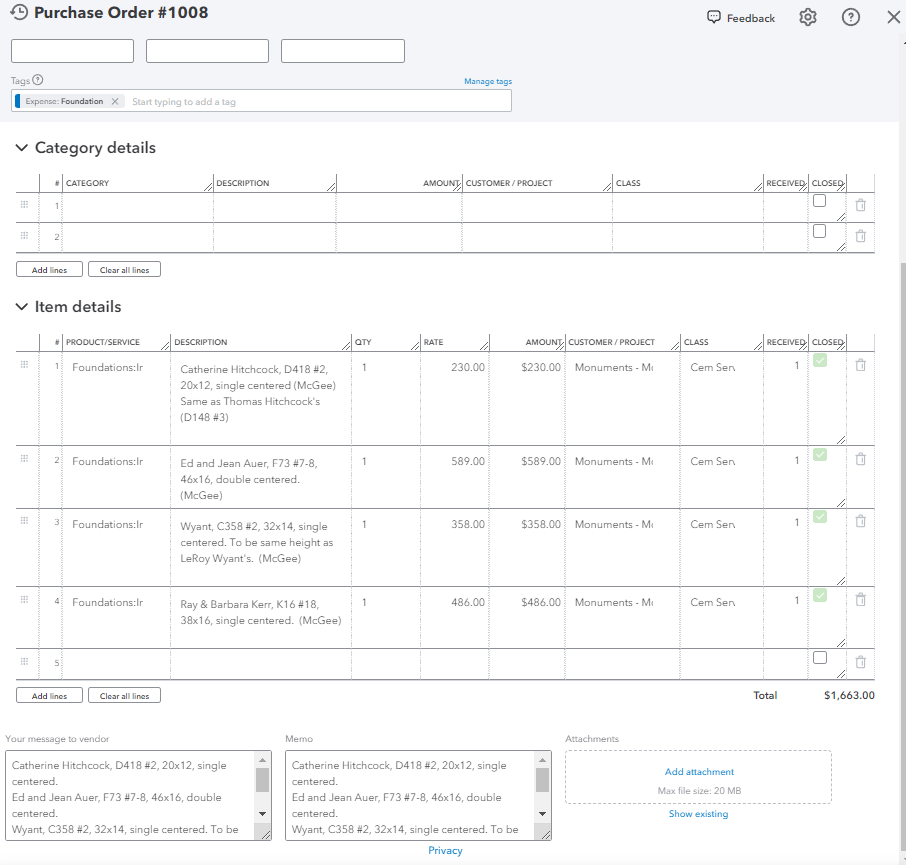 Purchase Order #1008
Feedback
Tags
Manage tags
Expense: Foundation
Start typing to add a tag
Category details
# CATEGORY DESCRIPTION AMOUNT CUSTOMER / PROJECT CLASS RECEIVED CLOSED
1
2
Add lines Clear all lines
Item details
# PRODUCT/SERVICE DESCRIPTION QTY RATE AMOUNT CUSTOMER / PROJECT CLASS RECEIVED CLOSED
1 Foundations:Ir Catherine Hitchcock, D418 #2, 1 230.00 $230.00 Monuments - Mc Cem Serv 1
20x12, single centered (McGee)
Same as Thomas Hitchcock's
(D148 #3)
2 Foundations:Ir Ed and Jean Auer, F73 #7-8, 1 589.00 $589.00 Monuments - Mc Cem Serv 1
46x16, double centered.
(McGee)
3 Foundations:Ir Wyant, C358 #2, 32x14, single 1 358.00 $358.00 Monuments - Mc Cem Serv 1
centered. To be same height as
LeRoy Wyant's. (McGee)
4 Foundations:Ir Ray & Barbara Kerr, K16 #18, 1 486.00 $486.00 Monuments - Mc Cem Serv 1
38x16, single centered. (McGee)
5
Add lines Clear all lines Total $1,663.00
Your message to vendor
Catherine Hitchcock, D418 #2, 20x12, single
centered.
Ed and Jean Auer, F73 #7-8, 46x16, double
centered.
Wyant, C358 #2, 32x14, single centered. To be
Memo
Catherine Hitchcock, D418 #2, 20x12, single
centered.
Ed and Jean Auer, F73 #7-8, 46x16, double
centered.
Wyant, C358 #2, 32x14, single centered. To be
Attachments
Add attachment
Max file size: 20 MB
Show existing
Privacy